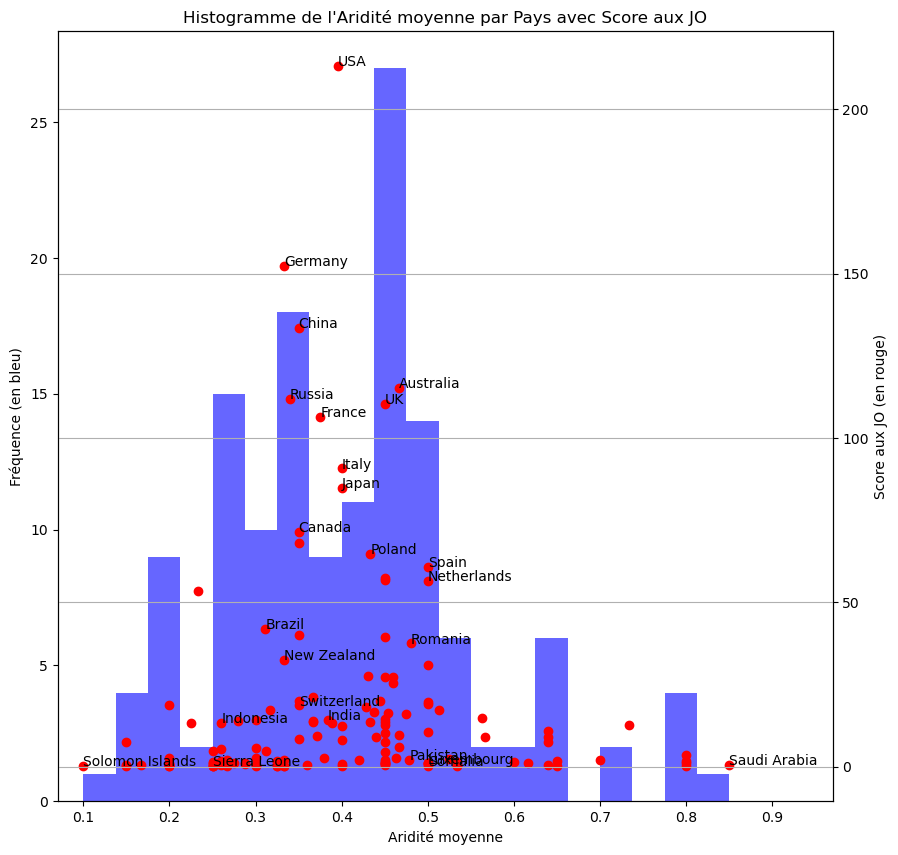 Histogramme de l'Aridité moyenne par Pays avec Score aux JO
USA
25
200
Germany
20
150
China
Australia
Russia
UK
15
France
Fréquence (en bleu)
Score aux JO (en rouge)
100
Italy
Japan
Canada
10
Poland
Spain
Netherlands
50
Brazil
Romania
New Zealand
5
Switzerland
Indonesia
India
Pakistan
Solomon Islands
Sierra Leone
Somalia
Saudi Arabia
0
0
0.1 0.2 0.3 0.4 0.5 0.6 0.7 0.8 0.9
Aridité moyenne